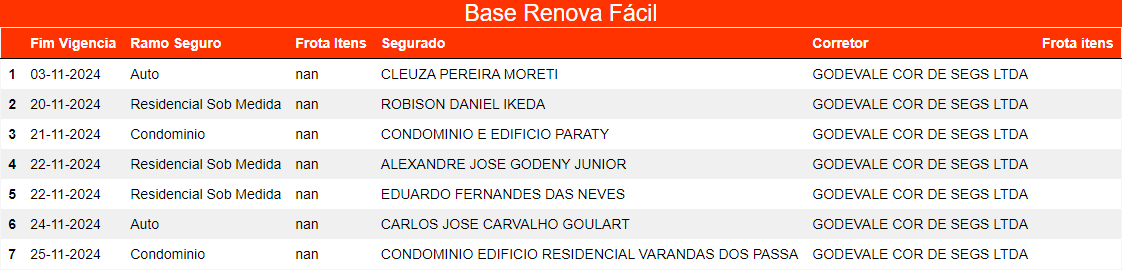 Base Renova Fácil
Fim Vigencia Ramo Seguro Frota Itens Segurado Corretor Frota itens
1 03-11-2024 Auto nan CLEUZA PEREIRA MORETI GODEVALE COR DE SEGS LTDA
2 20-11-2024 Residencial Sob Medida nan ROBISON DANIEL IKEDA GODEVALE COR DE SEGS LTDA
3 21-11-2024 Condominio nan CONDOMINIO E EDIFICIO PARATY GODEVALE COR DE SEGS LTDA
4 22-11-2024 Residencial Sob Medida nan ALEXANDRE JOSE GODENY JUNIOR GODEVALE COR DE SEGS LTDA
5 22-11-2024 Residencial Sob Medida nan EDUARDO FERNANDES DAS NEVES GODEVALE COR DE SEGS LTDA
6 24-11-2024 Auto nan CARLOS JOSE CARVALHO GOULART GODEVALE COR DE SEGS LTDA
7 25-11-2024 Condominio nan CONDOMINIO EDIFICIO RESIDENCIAL VARANDAS DOS PASSA GODEVALE COR DE SEGS LTDA